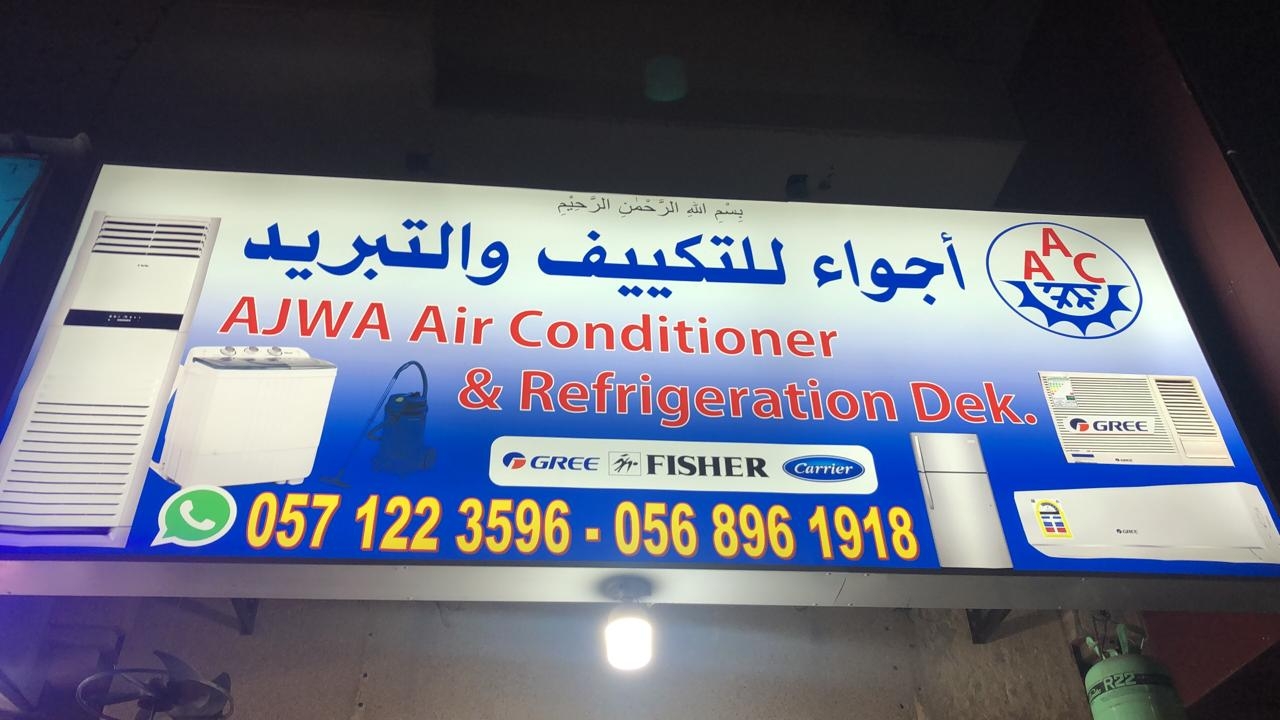 بِسْمِ اللهِ الرَّحْمٰنِ الرَّحِيْمِ
أجواء للتكييف والتبريد
AAC
AJWA Air Conditioner
& Refrigeration Dek.
GREE
GREE FISHER Carrier
057 122 3596 - 056 896 1918
GREE
R22